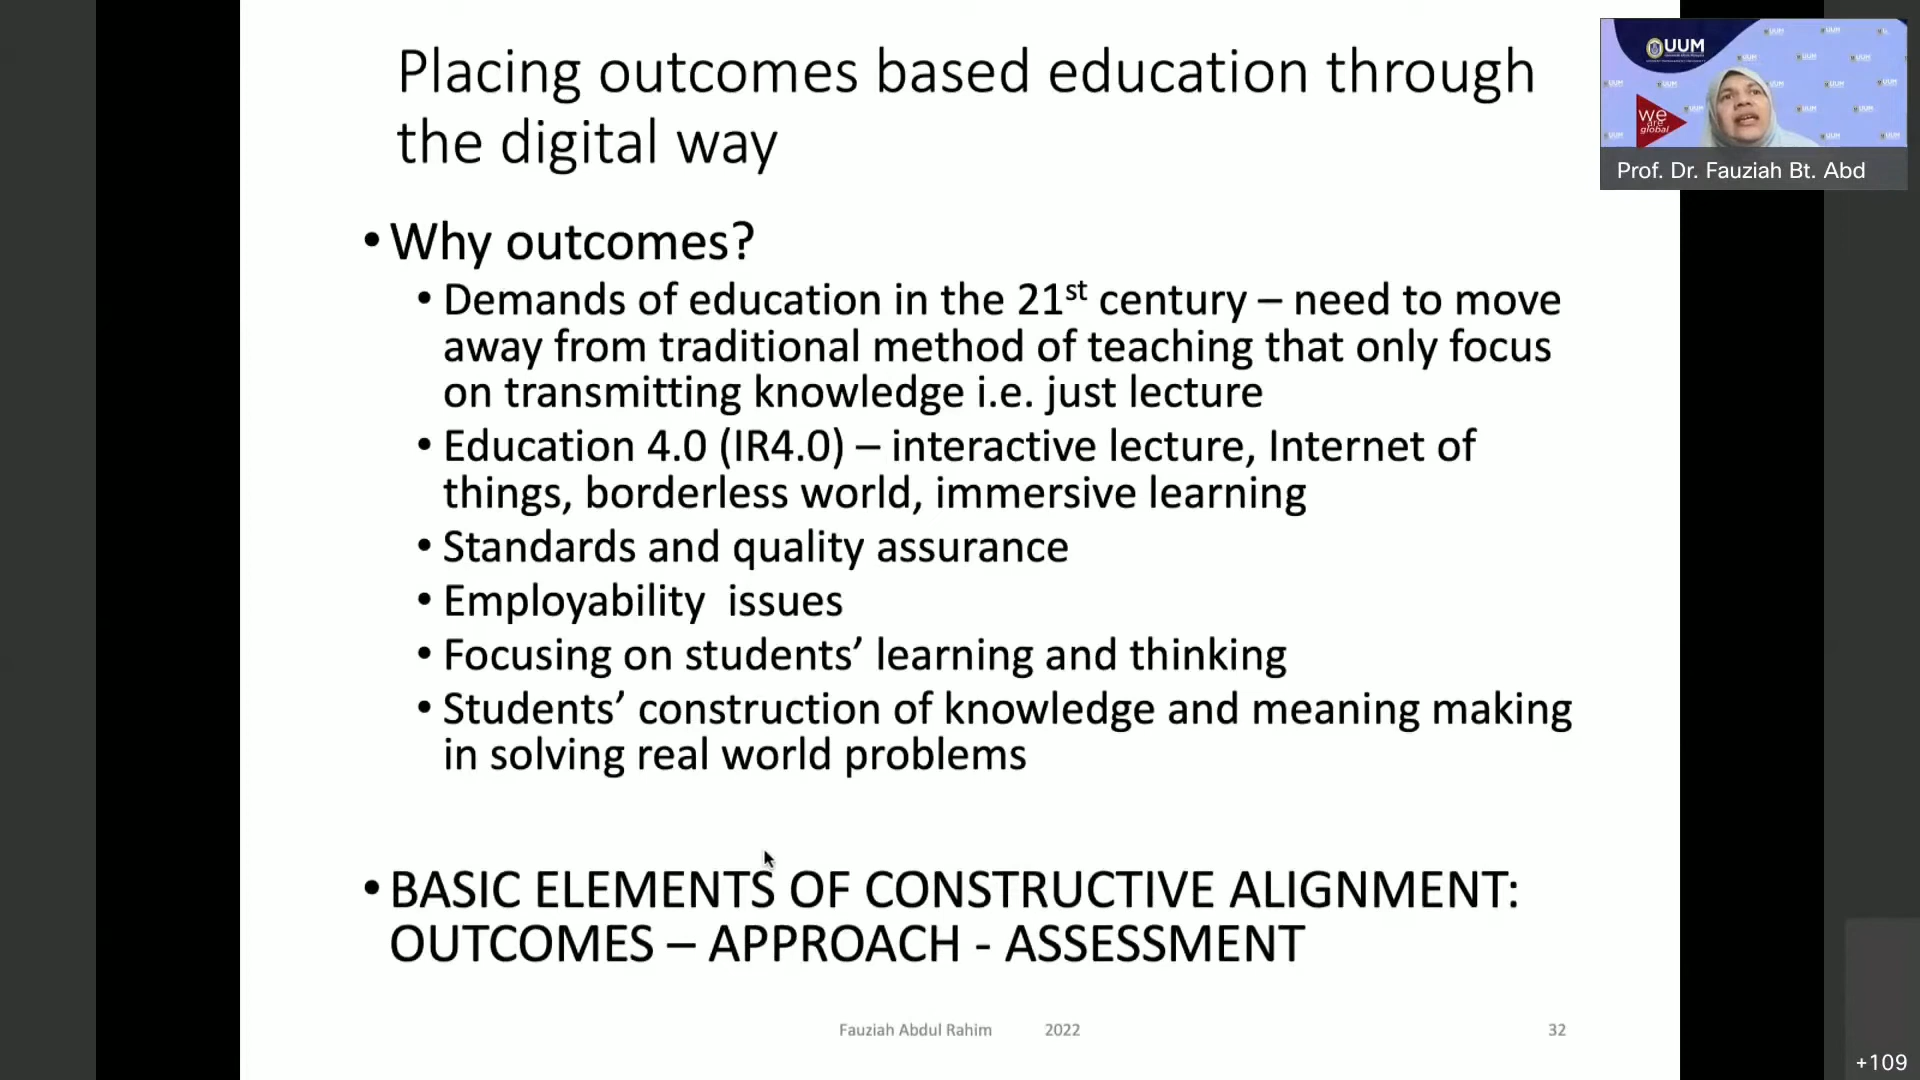 Placing outcomes based education through
the digital way
• Why outcomes?
• Demands of education in the 21st century – need to move
away from traditional method of teaching that only focus
on transmitting knowledge i.e. just lecture
• Education 4.0 (IR4.0) – interactive lecture, Internet of
things, borderless world, immersive learning
• Standards and quality assurance
• Employability  issues
• Focusing on students’ learning and thinking
• Students’ construction of knowledge and meaning making
in solving real world problems
• BASIC ELEMENTS OF CONSTRUCTIVE ALIGNMENT:
OUTCOMES – APPROACH - ASSESSMENT
Fauziah Abdul Rahim 2022 32
UUM
we
are
global
Prof. Dr. Fauziah Bt. Abd
+109